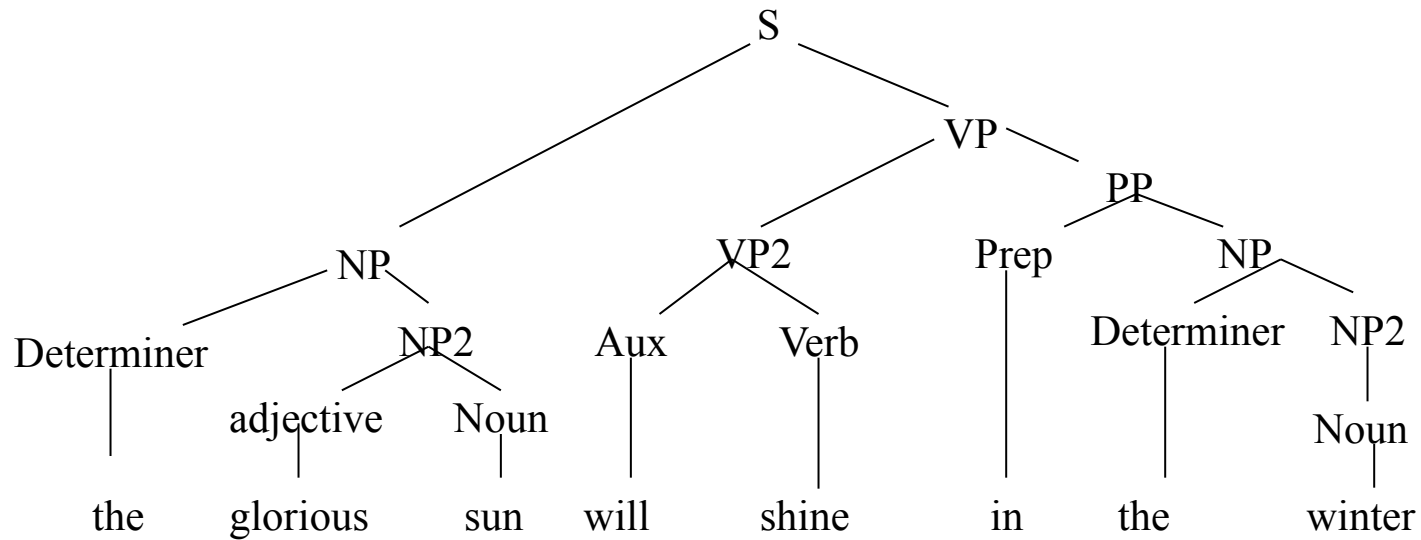 S
VP
PP
NP VP2 Prep NP
Determiner NP2 Aux Verb Determiner NP2
adjective Noun Noun
the glorious sun will shine in the winter